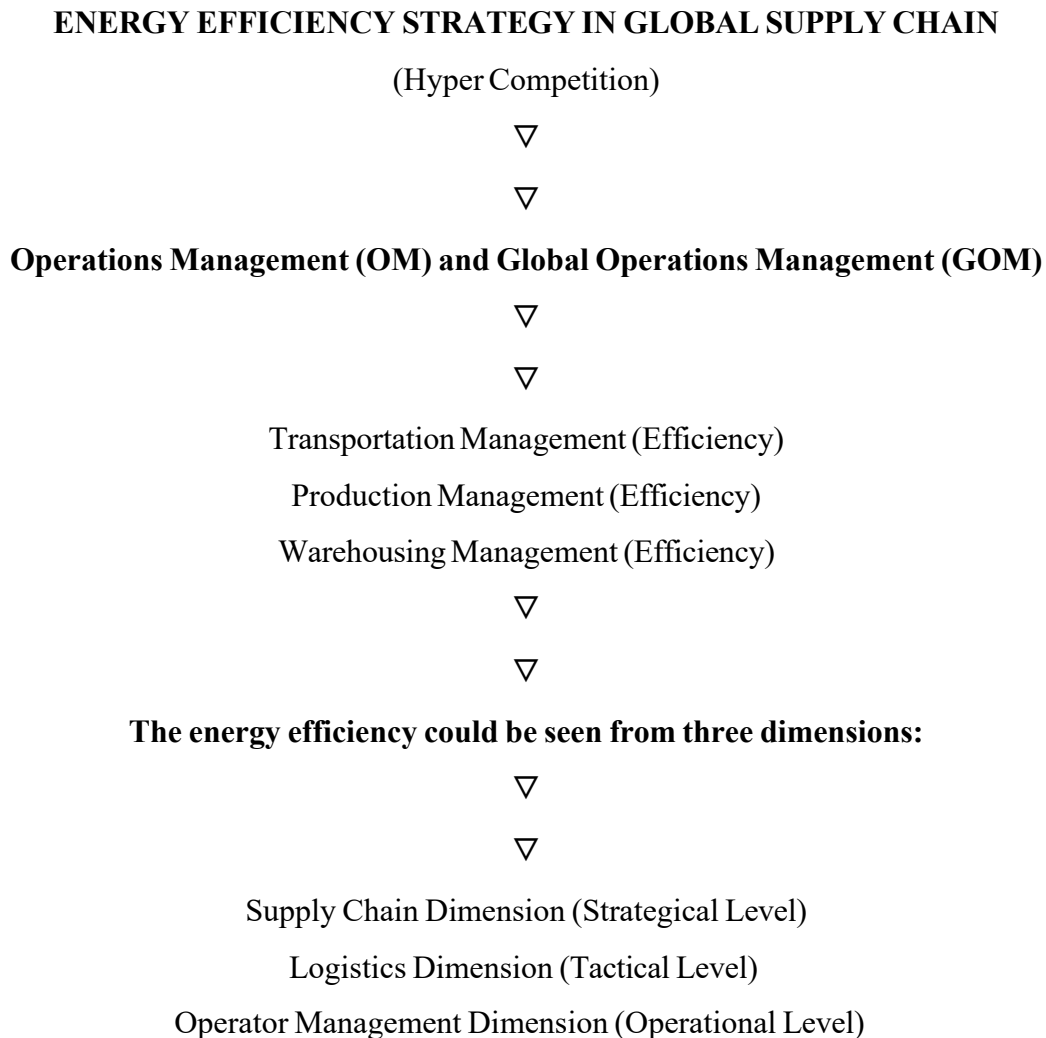 ENERGY EFFICIENCY STRATEGY IN GLOBAL SUPPLY CHAIN
(Hyper Competition)
▽
▽
Operations Management (OM) and Global Operations Management (GOM)
▽
▽
Transportation Management (Efficiency)
Production Management (Efficiency)
Warehousing Management (Efficiency)
▽
▽
The energy efficiency could be seen from three dimensions:
▽
▽
Supply Chain Dimension (Strategical Level)
Logistics Dimension (Tactical Level)
Operator Management Dimension (Operational Level)